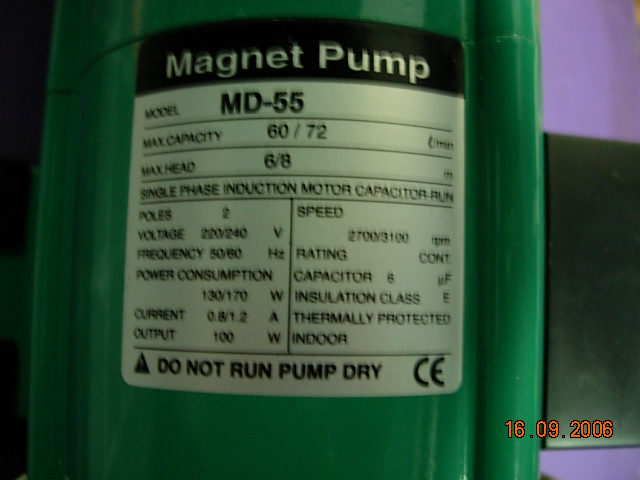 Magnet Pump
MODEL MD-55
MAX.CAPACITY 60 / 72 ℓ/min
MAX.HEAD 6/8 m
SINGLE PHASE INDUCTION MOTOR CAPACITOR-RUN
POLES 2
VOLTAGE 220/240 V
FREQUENCY 50/60 Hz
POWER CONSUMPTION
130/170 W
CURRENT 0.8/1.2 A
OUTPUT 100 W
SPEED
2700/3100 rpm
RATING CONT.
CAPACITOR 6 µF
INSULATION CLASS E
THERMALLY PROTECTED
INDOOR
DO NOT RUN PUMP DRY CE
16.09.2006